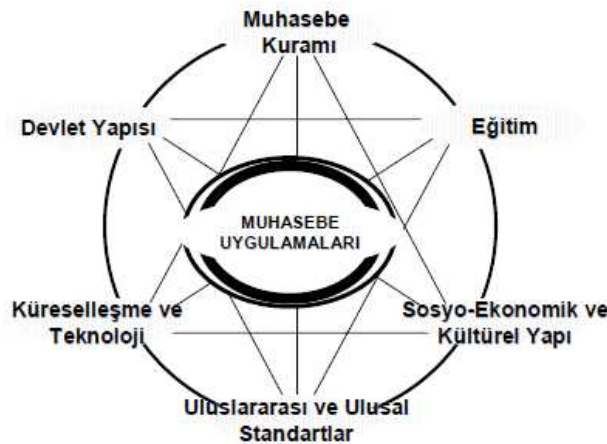 Muhasebe
Kuramı
Devlet Yapısı
Eğitim
MUHASEBE
UYGULAMALARI
Küreselleşme ve
Teknoloji
Sosyo-Ekonomik ve
Kültürel Yapı
Uluslararası ve Ulusal
Standartlar